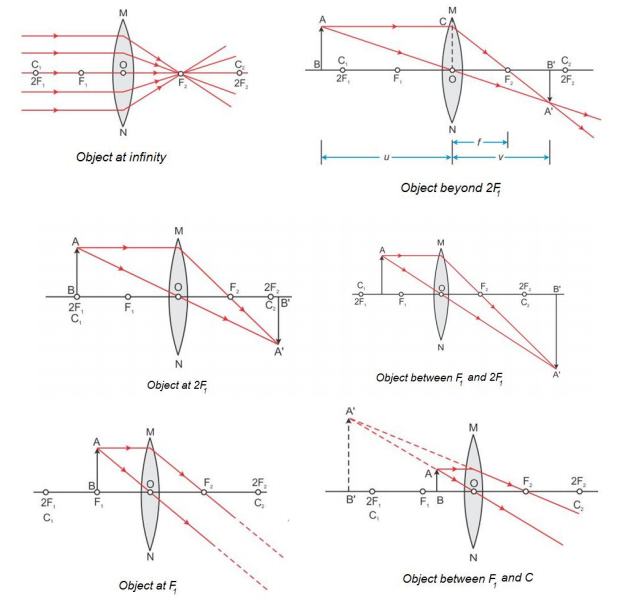 M
C₁ O C₂
2F₁ F₁ F₂ 2F₂
N
Object at infinity
M
A C
C₁ B' C₂
B 2F₁ F₁ O F₂ 2F₂
A'
N
f
u v
Object beyond 2F₁
M
A
B O F₂ 2F₂
2F₁ F₁ C₂ B'
C₁
A'
N
Object at 2F₁
M
A
C₁ O F₂ 2F₂ B'
2F₁ B F₁ C₂
N
A'
Object between F₁ and 2F₁
M
A
B O F₂ 2F₂
2F₁ F₁ C₂
C₁
N
Object at F₁
A'
M
A
O F₂ 2F₂
B' 2F₁ F₁ B C₂
C₁
N
Object between F₁ and C